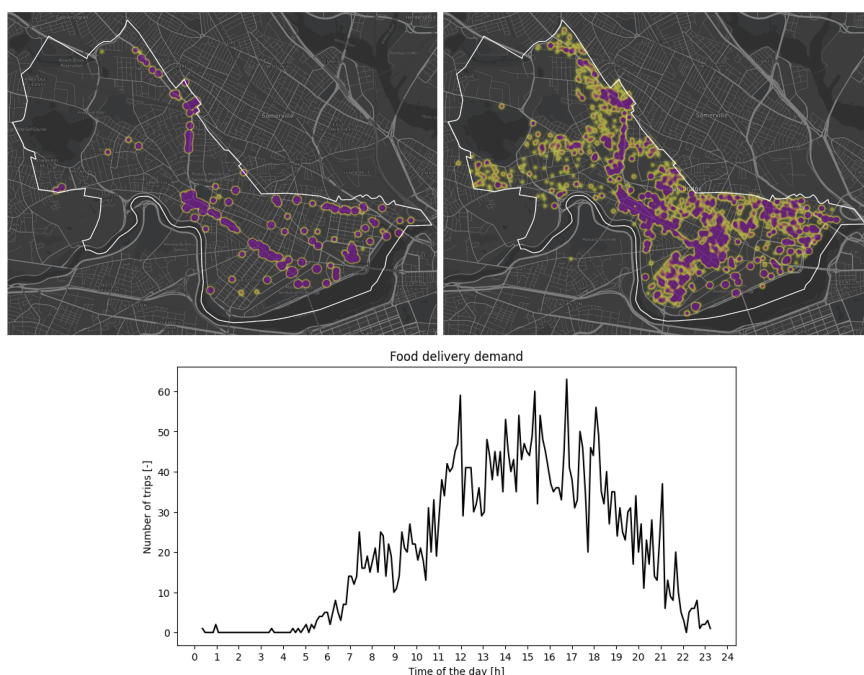 Somerville
Somerville
Food delivery demand
60
50
40
30
20
10
0
Number of trips [-]
0 1 2 3 4 5 6 7 8 9 10 11 12 13 14 15 16 17 18 19 20 21 22 23 24
Time of the day [h]